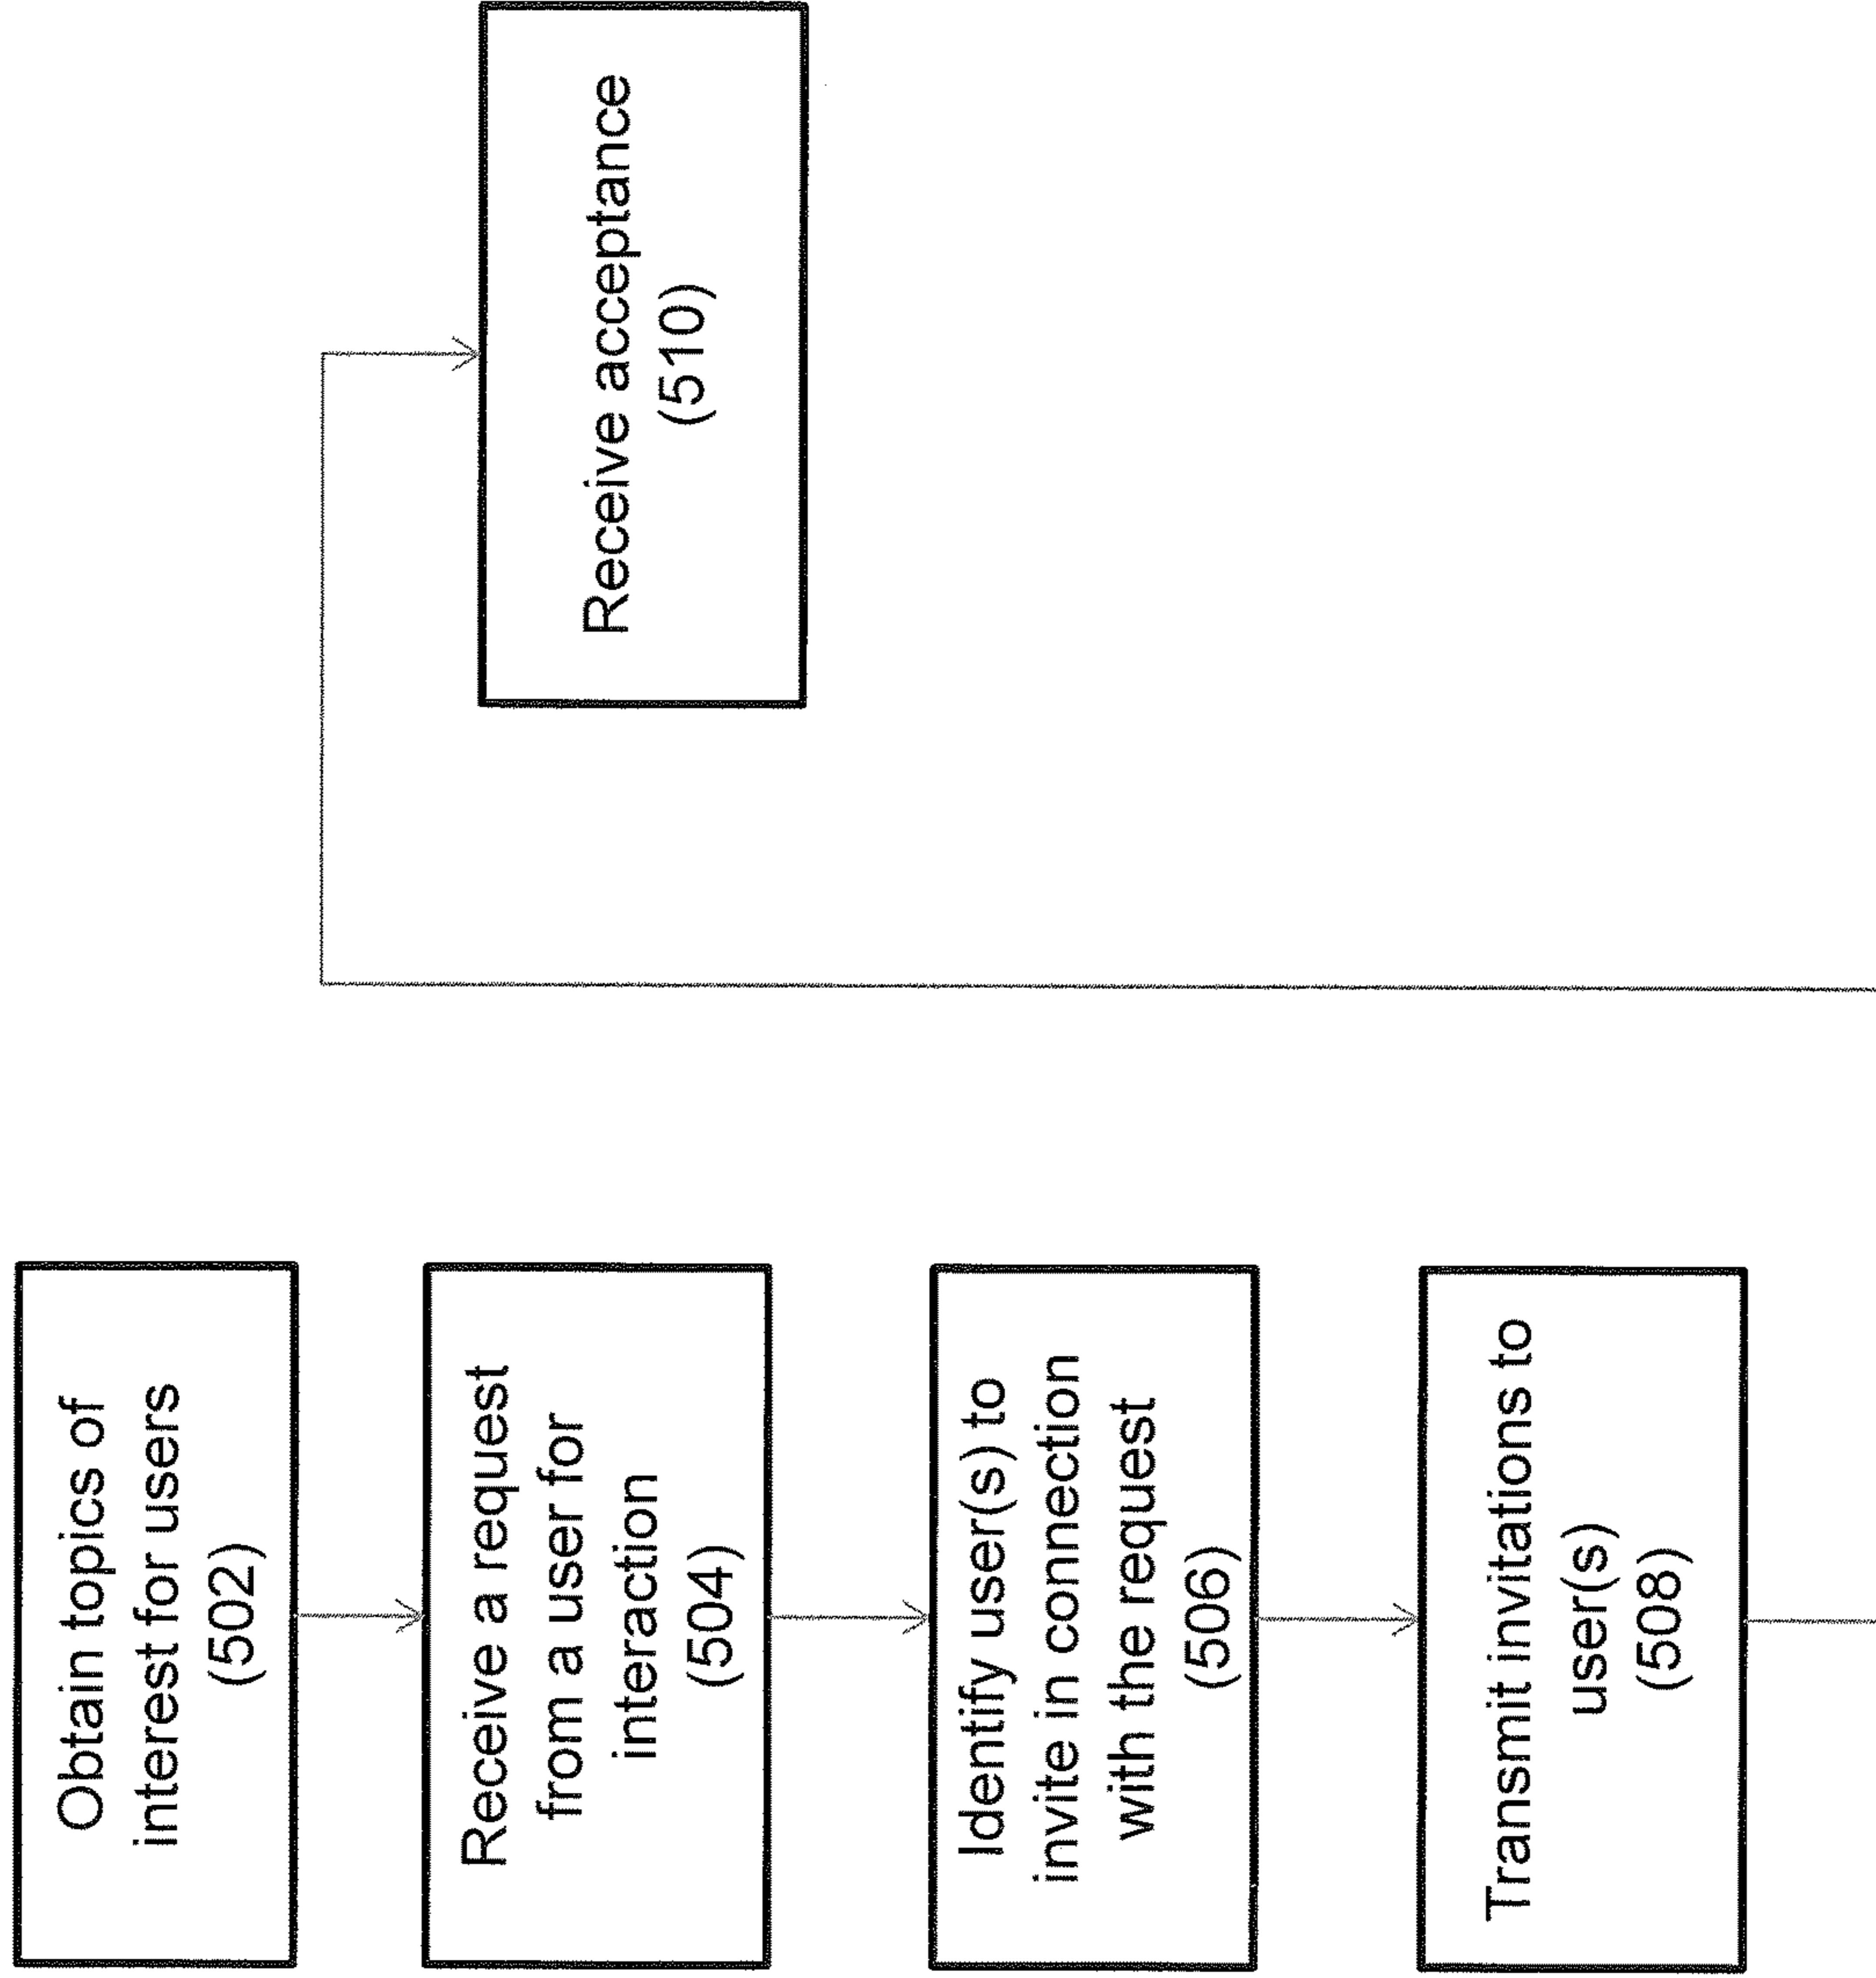 Obtain topics of
interest for users
(502)
Receive a request
from a user for
interaction
(504)
Identify user(s) to
invite in connection
with the request
(506)
Transmit invitations to
user(s)
(508)
Receive acceptance
(510)